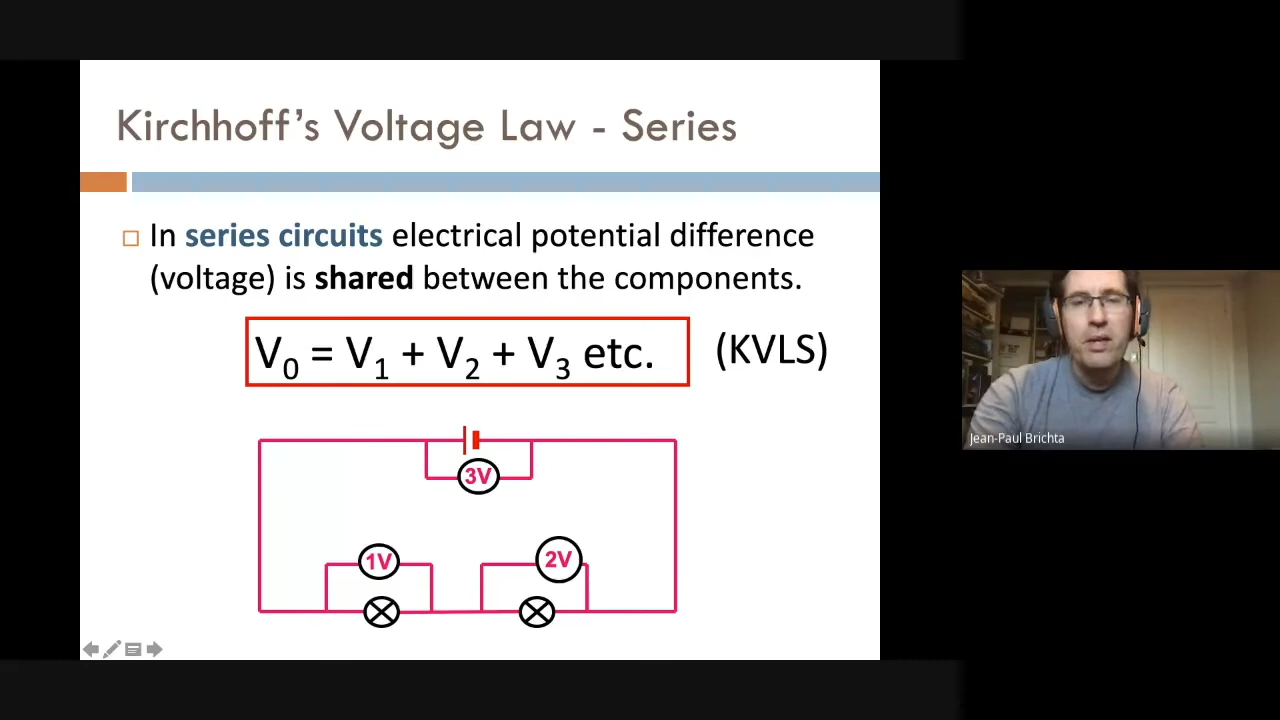 Kirchhoff’s Voltage Law - Series
In series circuits electrical potential difference
(voltage) is shared between the components.
V₀ = V₁ + V₂ + V₃ etc. (KVLS)
3V
1V
2V
Jean-Paul Brichta